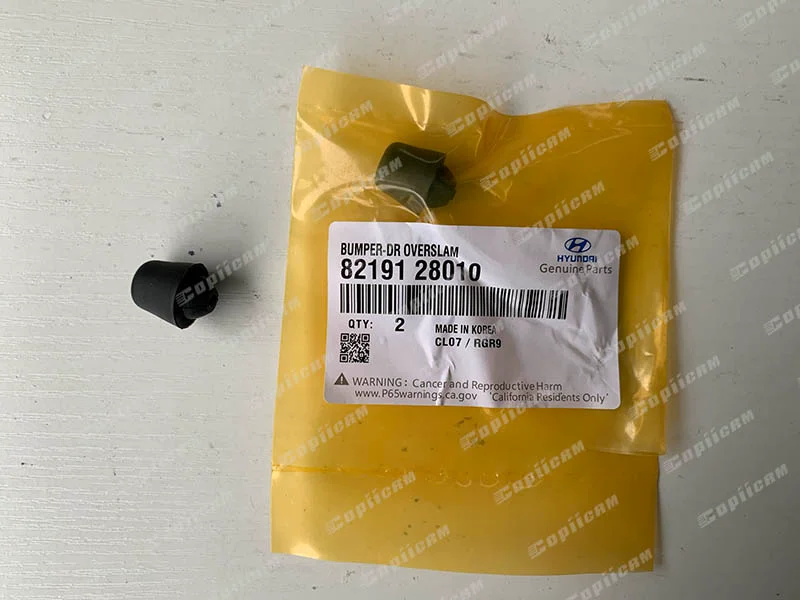 BUMPER-DR OVERSLAM
82191 28010
HYUNDAI
Genuine Parts
QTY: 2
MADE IN KOREA
CL07 / RGR9
WARNING: Cancer and Reproductive Harm
www.P65warnings.ca.gov 'California Residents Only'
CopiiCAM